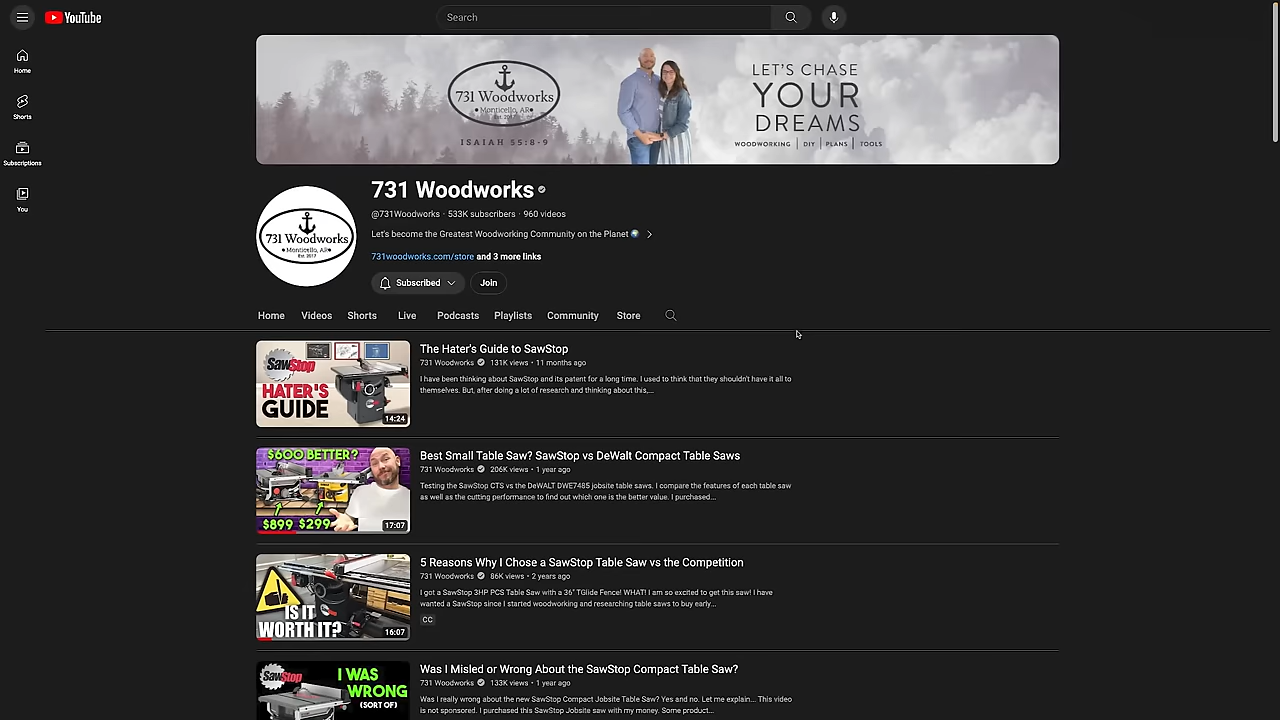 YouTube
Search
Home
Shorts
Subscriptions
You
731 Woodworks
• Monticello, AR •
Est. 2017
ISAIAH 55:8-9
LET'S CHASE
YOUR
DREAMS
WOODWORKING | DIY | PLANS | TOOLS
731 Woodworks
• Monticello, AR •
Est. 2017
731 Woodworks
@731Woodworks · 533K subscribers · 960 videos
Let's become the Greatest Woodworking Community on the Planet
731woodworks.com/store and 3 more links
Subscribed
Join
Home Videos Shorts Live Podcasts Playlists Community Store
SawStop
HATER'S
GUIDE
14:24
The Hater's Guide to SawStop
731 Woodworks 131K views • 11 months ago
I have been thinking about SawStop and its patent for a long time. I used to think that they shouldn't have it all to
themselves. But, after doing a lot of research and thinking about this,...
$600 BETTER?
$899 $299
17:07
Best Small Table Saw? SawStop vs DeWalt Compact Table Saws
731 Woodworks 206K views • 1 year ago
Testing the SawStop CTS vs the DeWALT DWE7485 jobsite table saws. I compare the features of each table saw
as well as the cutting performance to find out which one is the better value. I purchased...
IS IT
WORTH IT?
16:07
5 Reasons Why I Chose a SawStop Table Saw vs the Competition
731 Woodworks 86K views • 2 years ago
I got a SawStop 3HP PCS Table Saw with a 36" TGlide Fence! WHAT! I am so excited to get this saw! I have
wanted a SawStop since I started woodworking and researching table saws to buy early...
CC
SawStop
I WAS
WRONG
(SORT OF)
Was I Misled or Wrong About the SawStop Compact Table Saw?
731 Woodworks 133K views • 1 year ago
Was I really wrong about the new SawStop Compact Jobsite Table Saw? Yes and no. Let me explain... This video
is not sponsored. I purchased this SawStop Jobsite saw with my money. Some product...